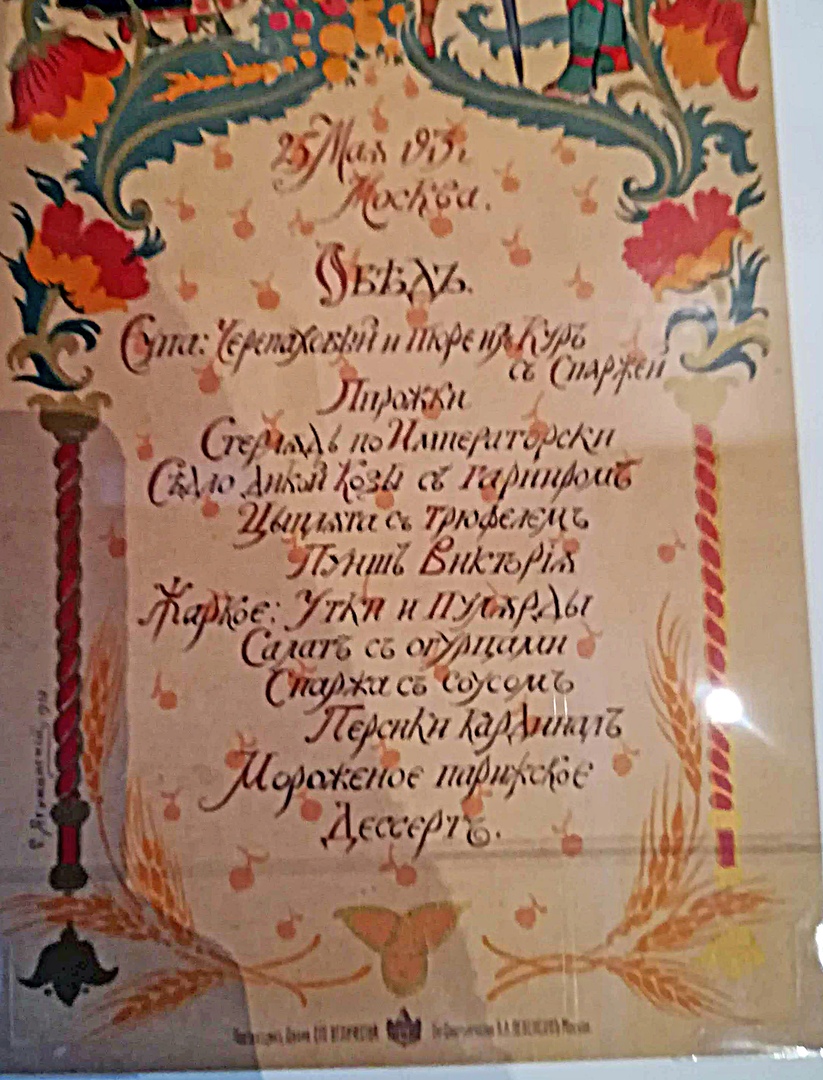 25 Мая 1913 г.
Москва.
Обѣдъ.
Супа: Черепаховый и пюре изъ Куръ
съ Спаржей
Пирожки
Стерлядь по Императорски
Сѣдло дикой Козы съ гарниромъ
Цыплята съ трюфелемъ
Пуншъ Викторія
Жаркое: Утки и пулярды
Салатъ съ огурцами
Спаржа съ соусомъ
Персики кардиналъ
Мороженое парижское
Дессертъ.